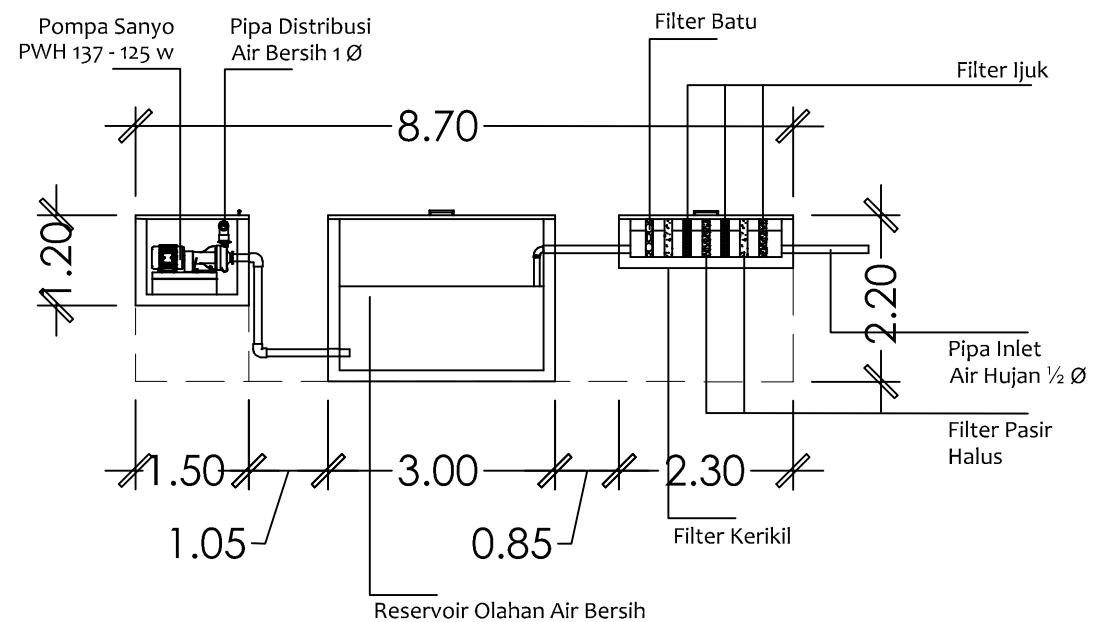 Pompa Sanyo
PWH 137 - 125 w
Pipa Distribusi
Air Bersih 1 Ø
Filter Batu
Filter Ijuk
8.70
1.20
2.20
Pipa Inlet
Air Hujan ½ Ø
Filter Pasir
Halus
1.50
3.00
2.30
1.05
0.85
Filter Kerikil
Reservoir Olahan Air Bersih